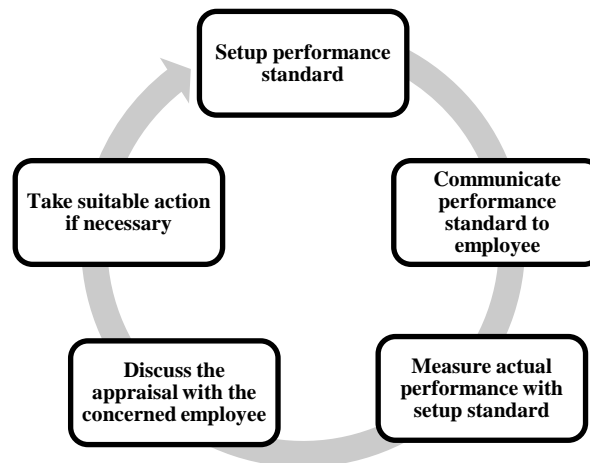 Setup performance
standard
Communicate
performance
standard to
employee
Measure actual
performance with
setup standard
Discuss the
appraisal with the
concerned employee
Take suitable action
if necessary